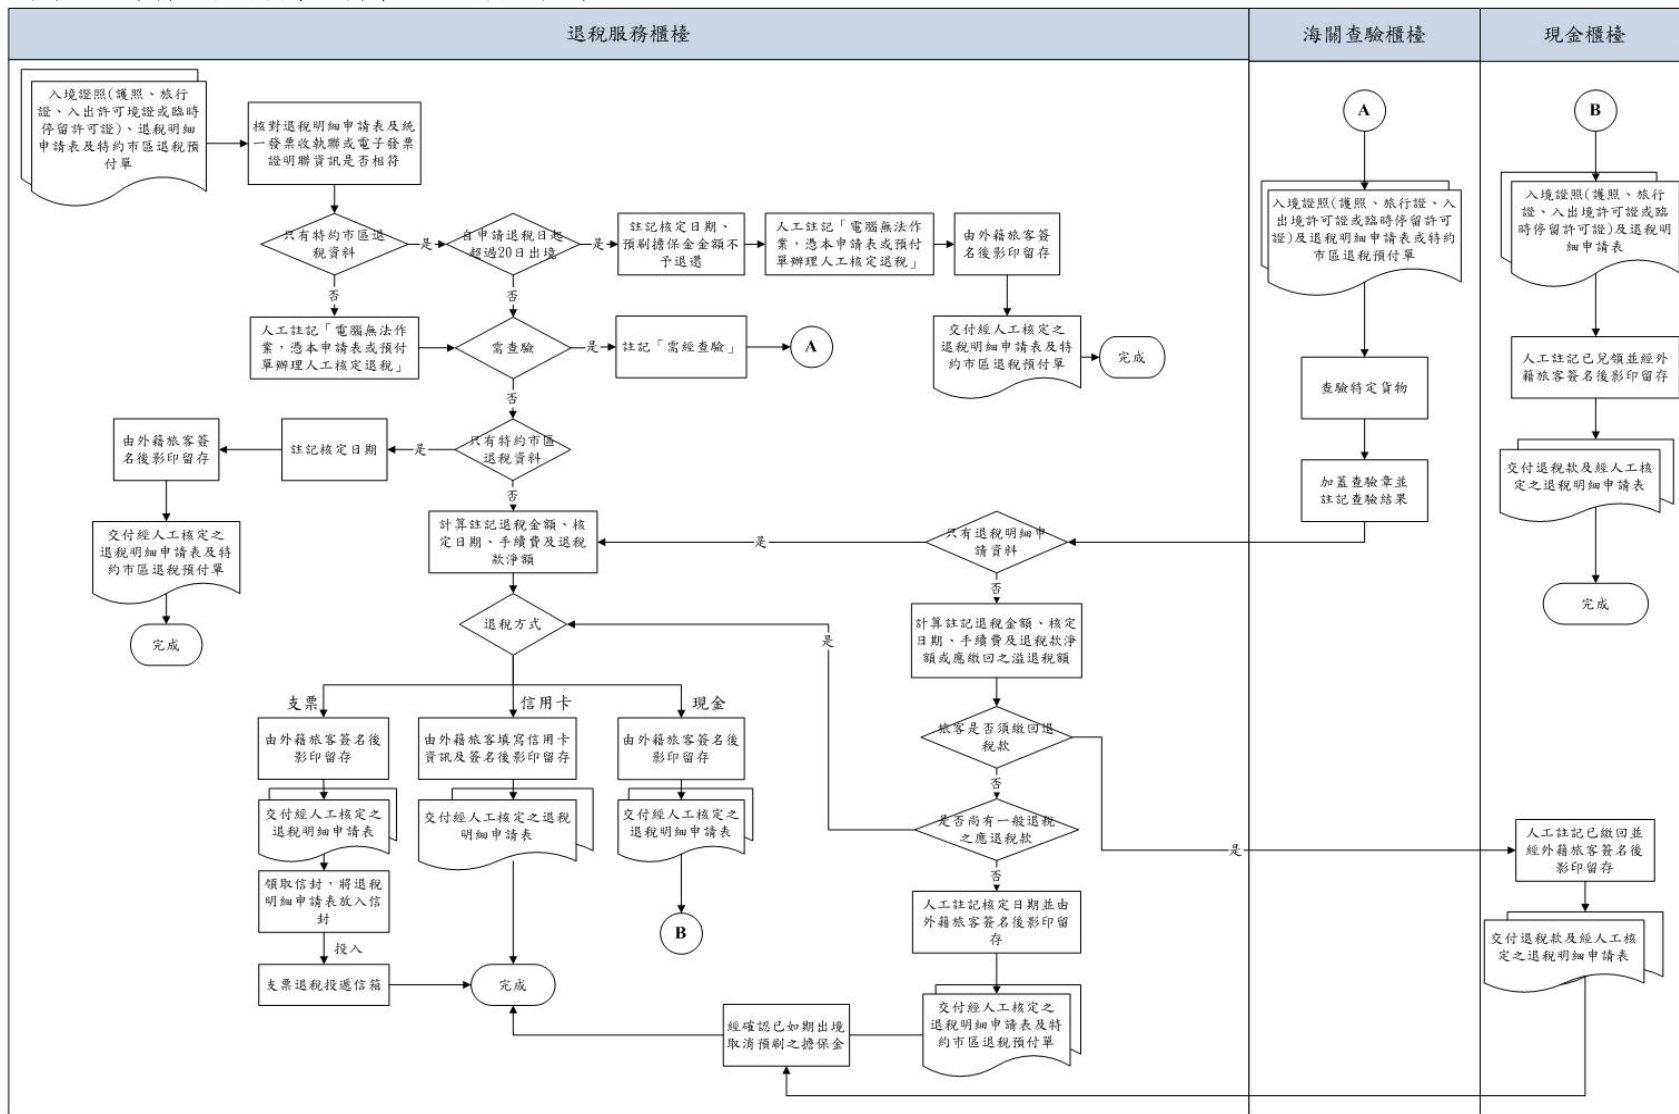 退稅服務櫃檯
海關查驗櫃檯
現金櫃檯
入境證照(護照、旅行
證、入出許可境證或臨時
停留許可證)、退稅明細
申請表及特約市區退稅預
付單
核對退稅明細申請表及統
一發票收執聯或電子發票
證明聯資訊是否相符
只有特約市區退
稅資料
是
自申請退稅日起
超過20日出境
是
註記核定日期、
預刷擔保金金額不
予退還
人工註記「電腦無法作
業，憑本申請表或預付
單辦理人工核定退稅」
由外籍旅客簽
名後影印留存
交付經人工核定之
退稅明細申請表及特
約市區退稅預付單
完成
否
否
人工註記「電腦無法作
業，憑本申請表或預付
單辦理人工核定退稅」
需查驗
是
註記「需經查驗」
A
否
只有特約市區
退稅資料
是
註記核定日期
由外籍旅客簽
名後影印留存
交付經人工核定之
退稅明細申請表及特
約市區退稅預付單
完成
否
計算註記退稅金額、核
定日期、手續費及退稅
款淨額
退稅方式
支票
信用卡
現金
由外籍旅客簽名後
影印留存
由外籍旅客填寫信用卡
資訊及簽名後影印留存
由外籍旅客簽名後
影印留存
交付經人工核定之
退稅明細申請表
交付經人工核定之退稅
明細申請表
交付經人工核定之
退稅明細申請表
領取信封，將退稅
明細申請表放入信
封
投入
支票退稅投遞信箱
完成
B
是
只有退稅明細申
請資料
否
計算註記退稅金額、核定
日期、手續費及退稅款淨
額或應繳回之溢退稅額
旅客是否須繳回退
稅款
是
否
是否尚有一般退稅
之應退稅款
是
否
人工註記核定日期並由
外籍旅客簽名後影印留
存
交付經人工核定之
退稅明細申請表及特
約市區退稅預付單
經確認已如期出境
取消預刷之擔保金
A
入境證照(護照、旅行證、入
出境許可證或臨時停留許可
證)及退稅明細申請表或特約
市區退稅預付單
查驗特定貨物
加蓋查驗章並
註記查驗結果
B
入境證照(護照、旅行
證、入出境許可證或臨
時停留許可證)及退稅明
細申請表
人工註記已兌領並經外
籍旅客簽名後影印留存
交付退稅款及經人工核
定之退稅明細申請表
完成
人工註記已繳回並
經外籍旅客簽名後
影印留存
交付退稅款及經人工核
定之退稅明細申請表